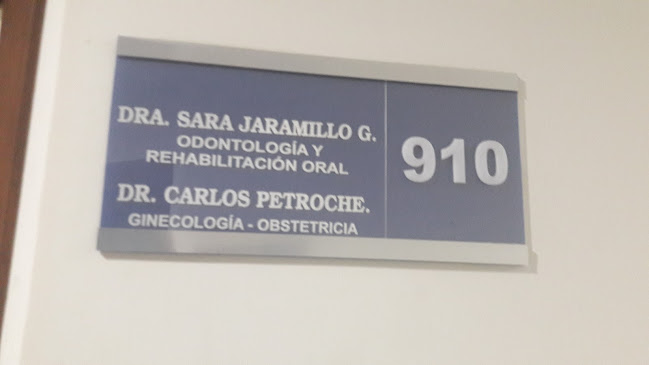 DRA. SARA JARAMILLO G.
ODONTOLOGÍA Y
REHABILITACIÓN ORAL
DR. CARLOS PETROCHE.
GINECOLOGÍA - OBSTETRICIA
910